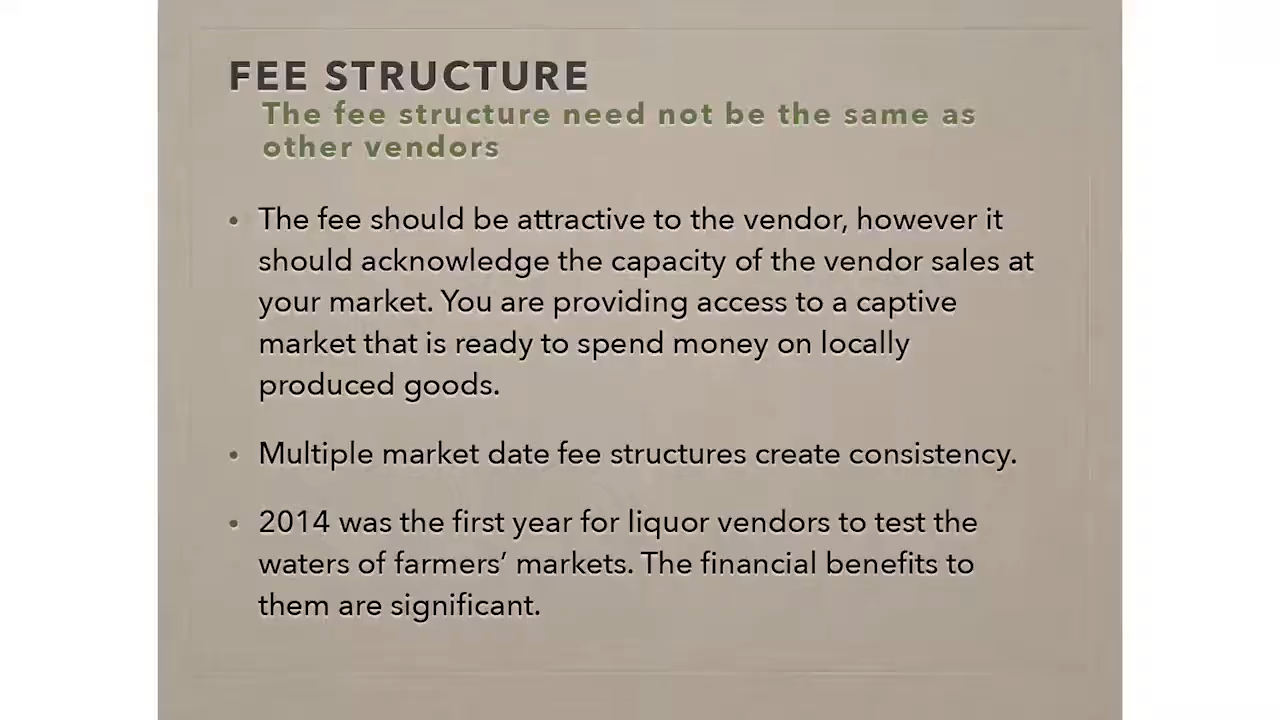 FEE STRUCTURE
The fee structure need not be the same as
other vendors
• The fee should be attractive to the vendor, however it
should acknowledge the capacity of the vendor sales at
your market. You are providing access to a captive
market that is ready to spend money on locally
produced goods.
• Multiple market date fee structures create consistency.
• 2014 was the first year for liquor vendors to test the
waters of farmers’ markets. The financial benefits to
them are significant.